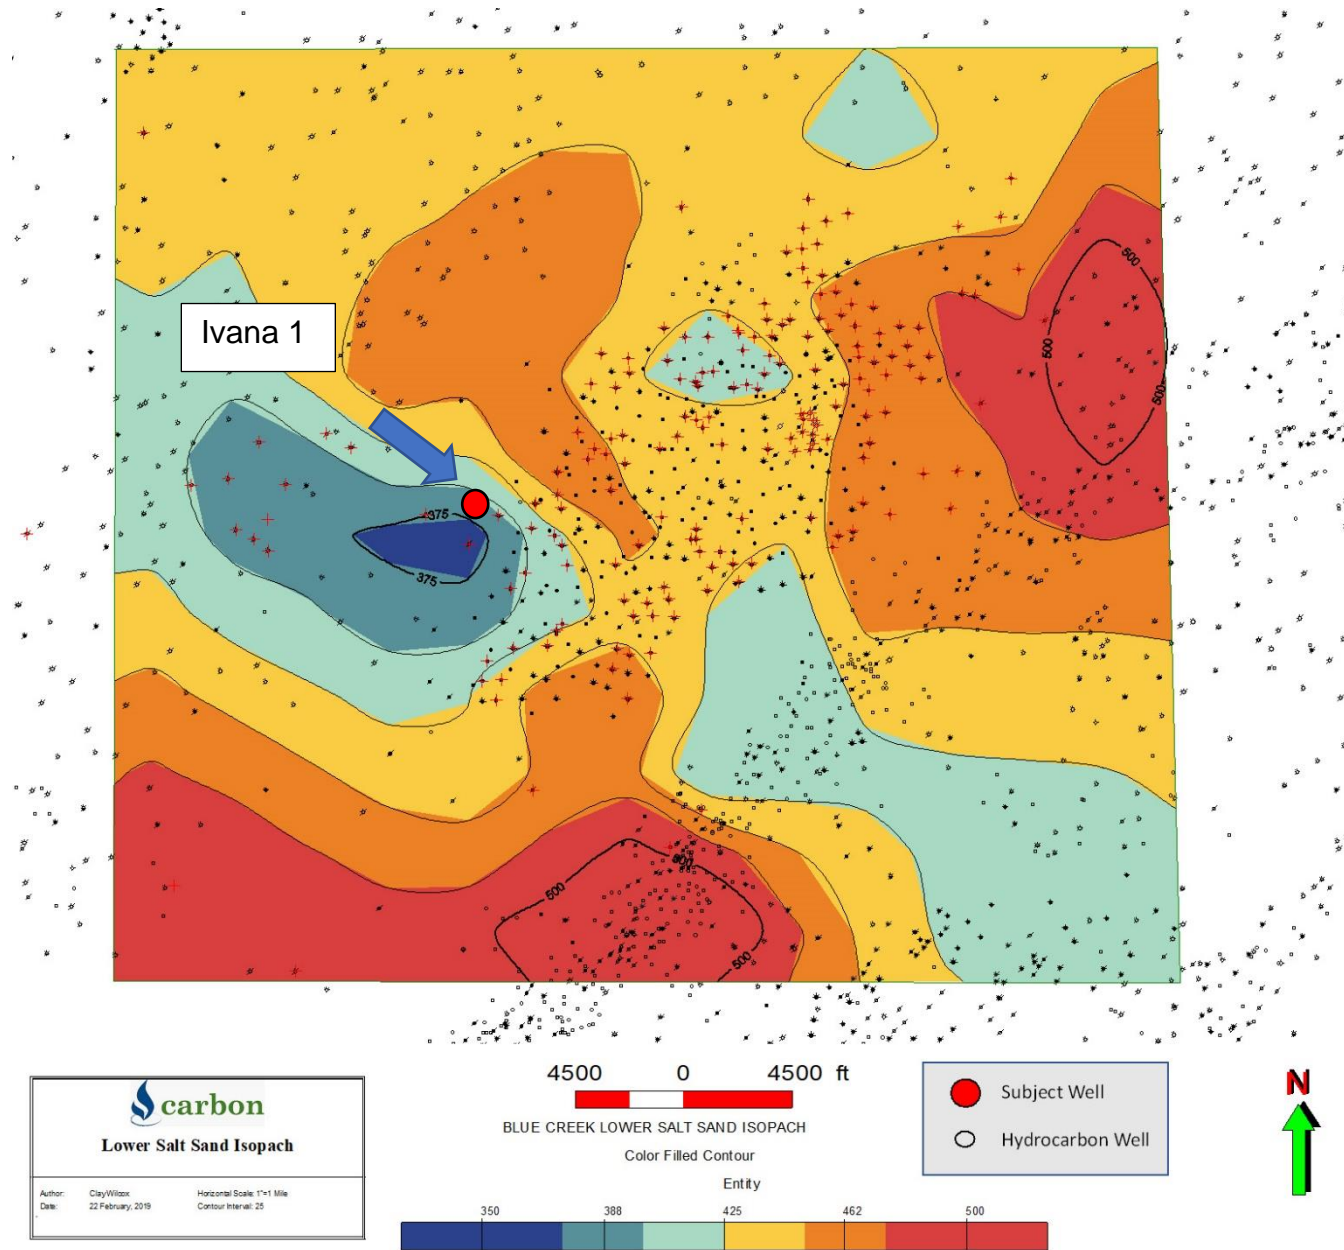 500
Ivana 1
500
500
375
375
500
500
500
carbon
Lower Salt Sand Isopach
Author: Clay Wilcox Horizontal Scale: 1"=1 Mile
Date: 22 February, 2019 Contour Interval: 25
4500 0 4500 ft
BLUE CREEK LOWER SALT SAND ISOPACH
Color Filled Contour
Entity
350 388 425 462 500
Subject Well
Hydrocarbon Well
N